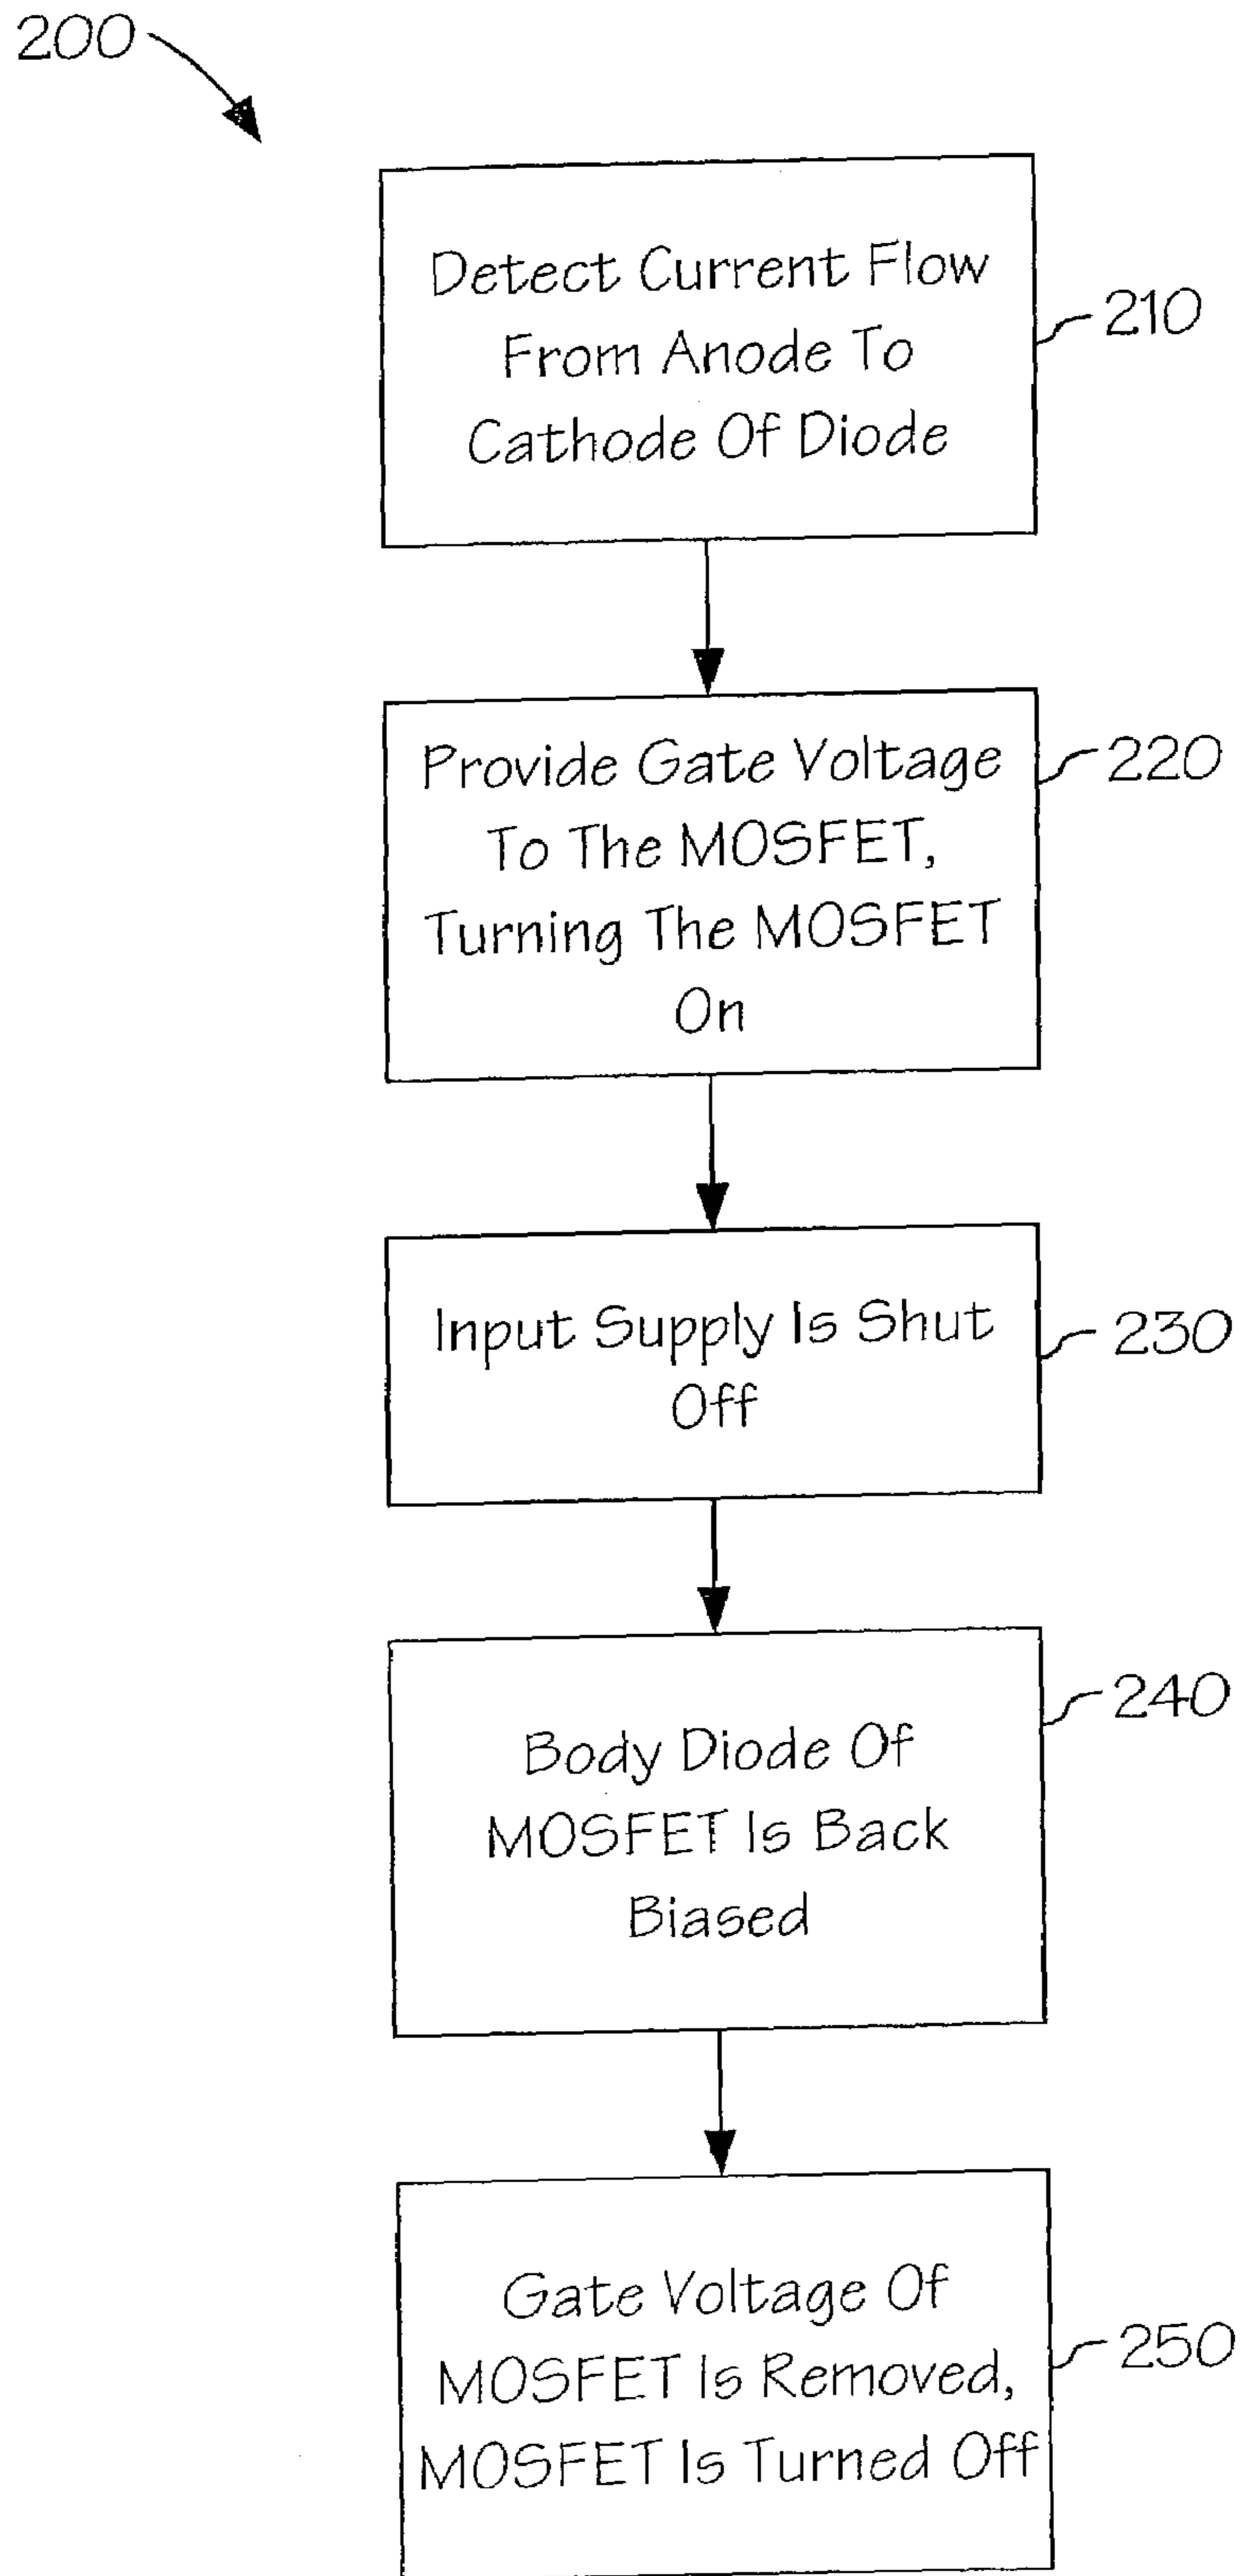 200
Detect Current Flow
From Anode To
Cathode Of Diode
210
Provide Gate Voltage
To The MOSFET,
Turning The MOSFET
On
220
Input Supply Is Shut
Off
230
Body Diode Of
MOSFET Is Back
Biased
240
Gate Voltage Of
MOSFET Is Removed,
MOSFET Is Turned Off
250